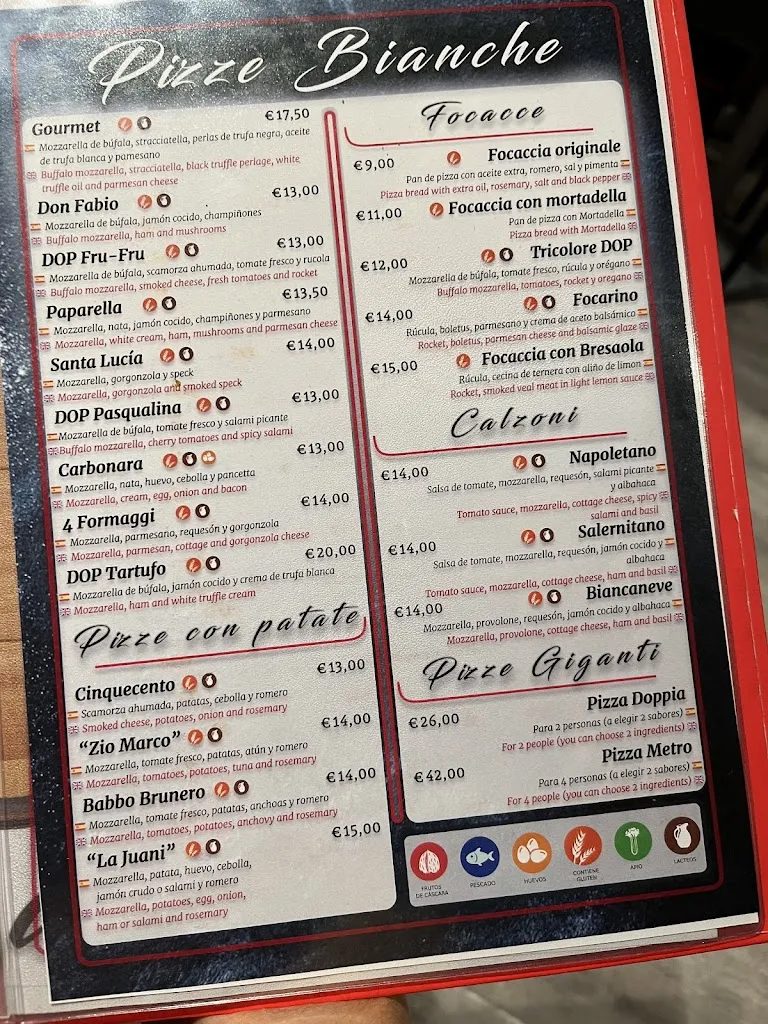 Pizze Bianche
Gourmet €17,50
Mozzarella de búfala, stracciatella, perlas de trufa negra, aceite
de trufa blanca y pamesano
Buffalo mozzarella, stracciatella, black truffle perlage, white
truffle oil and parmesan cheese
Don Fabio €13,00
Mozzarella de búfala, jamón cocido, champiñones
Buffalo mozzarella, ham and mushrooms
DOP Fru-Fru €13,00
Mozzarella de búfala, scamorza ahumada, tomate fresco y rucola
Buffalo mozzarella, smoked cheese, fresh tomatoes and rocket
Paparella €13,50
Mozzarella, nata, jamón cocido, champiñones y parmesano
Mozzarella, white cream, ham, mushrooms and parmesan cheese
Santa Lucía €14,00
Mozzarella, gorgonzola y speck
Mozzarella, gorgonzola and smoked speck
DOP Pasqualina €13,00
Mozzarella de búfala, tomate fresco y salami picante
Buffalo mozzarella, cherry tomatoes and spicy salami
Carbonara €13,00
Mozzarella, nata, huevo, cebolla y pancetta
Mozzarella, cream, egg, onion and bacon
4 Formaggi €14,00
Mozzarella, parmesano, requesón y gorgonzola
Mozzarella, parmesan, cottage and gorgonzola cheese
DOP Tartufo €20,00
Mozzarella de búfala, jamón cocido y crema de trufa blanca
Mozzarella, ham and white truffle cream
Pizze con patate
Cinquecento €13,00
Scamorza ahumada, patatas, cebolla y romero
Smoked cheese, potatoes, onion and rosemary
“Zio Marco” €14,00
Mozzarella, tomate fresco, patatas, atún y romero
Mozzarella, tomatoes, potatoes, tuna and rosemary
Babbo Brunero €14,00
Mozzarella, tomate fresco, patatas, anchoas y romero
Mozzarella, tomatoes, potatoes, anchovy and rosemary
“La Juani” €15,00
Mozzarella, patata, huevo, cebolla,
jamón crudo o salami y romero
Mozzarella, potatoes, egg, onion,
ham or salami and rosemary
Focacce
€9,00 Focaccia originale
Pan de pizza con aceite extra, romero, sal y pimenta
Pizza bread with extra oil, rosemary, salt and black pepper
€11,00 Focaccia con mortadella
Pan de pizza con Mortadella
Pizza bread with Mortadella
€12,00 Tricolore DOP
Mozzarella de búfala, tomate fresco, rúcula y orégano
Buffalo mozzarella, tomatoes, rocket y oregano
€14,00 Focarino
Rúcula, boletus, parmesano y crema de aceto balsámico
Rocket, boletus, parmesan cheese and balsamic glaze
€15,00 Focaccia con Bresaola
Rúcula, cecina de ternera con aliño de limon
Rocket, smoked veal meat in light lemon sauce
Calzoni
€14,00 Napoletano
Salsa de tomate, mozzarella, requesón, salami picante
y albahaca
Tomato sauce, mozzarella, cottage cheese, spicy
salami and basil
€14,00 Salernitano
Salsa de tomate, mozzarella, requesón, jamón cocido y
albahaca
Tomato sauce, mozzarella, cottage cheese, ham and basil
€14,00 Biancaneve
Mozzarella, provolone, requesón, jamón cocido y albahaca
Mozzarella, provolone, cottage cheese, ham and basil
Pizze Giganti
€26,00 Pizza Doppia
Para 2 personas (a elegir 2 sabores)
For 2 people (you can choose 2 ingredients)
€42,00 Pizza Metro
Para 4 personas (a elegir 2 sabores)
For 4 people (you can choose 2 ingredients)
FRUTOS
DE CÁSCARA
PESCADO
HUEVOS
CONTIENE
GLUTEN
APIO
LÁCTEOS